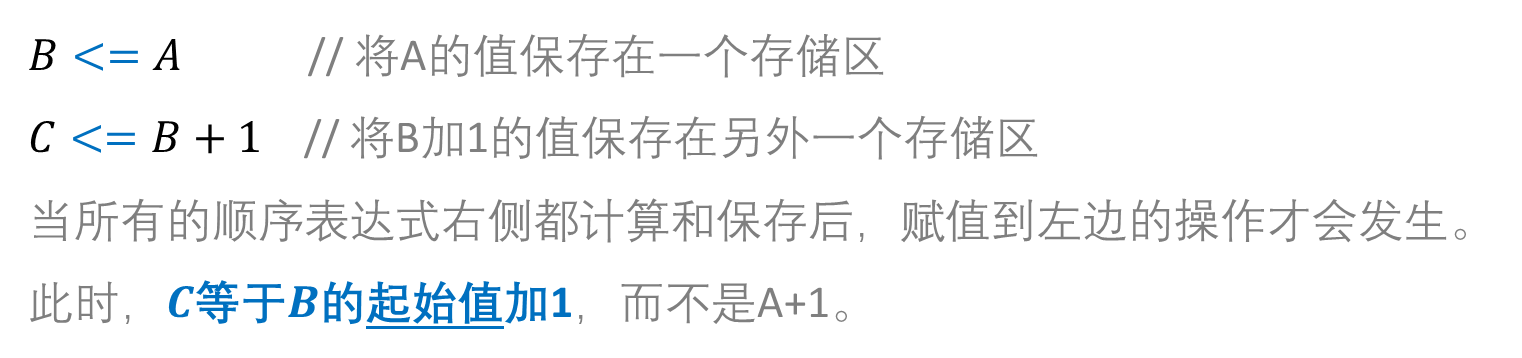 B <= A // 将A的值保存在一个存储区
C <= B + 1 // 将B加1的值保存在另外一个存储区
当所有的顺序表达式右侧都计算和保存后，赋值到左边的操作才会发生。
此时，C等于B的起始值加1，而不是A+1。